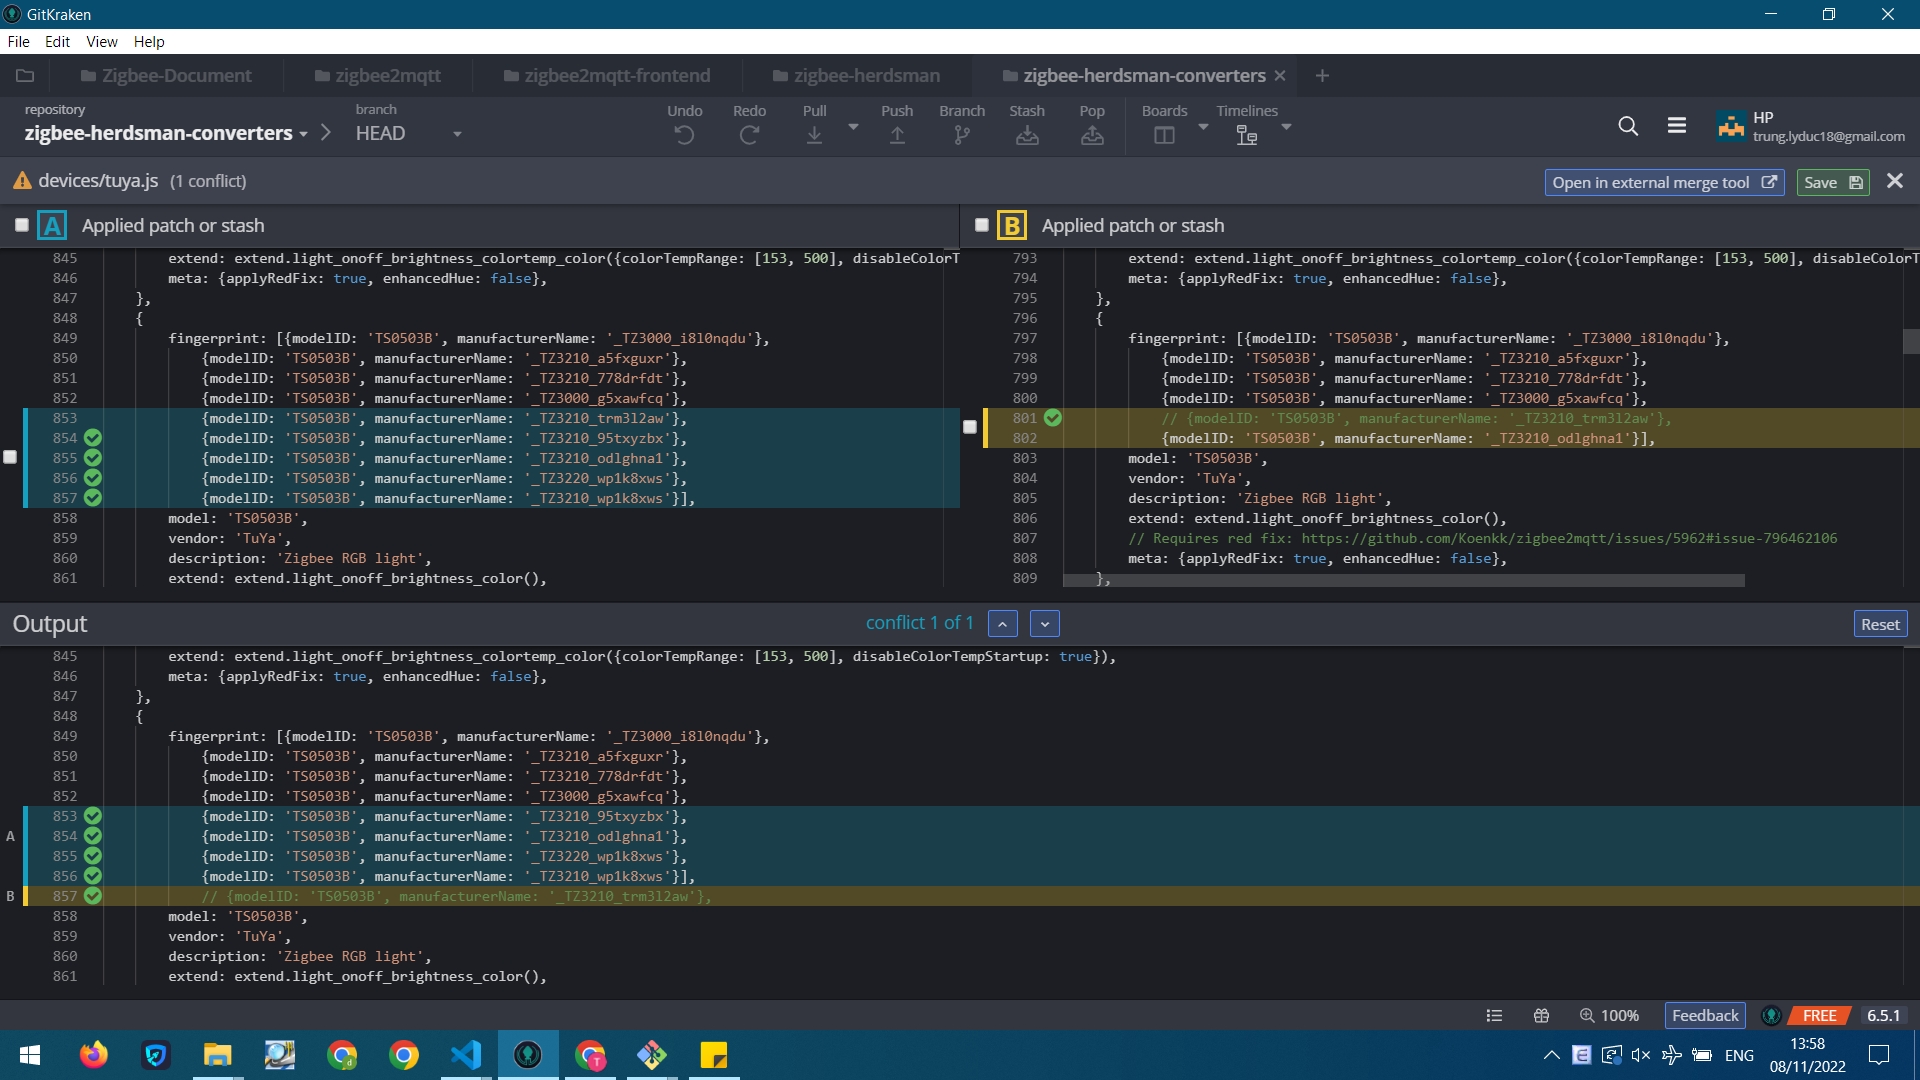 GitKraken
File Edit View Help
Zigbee-Document zigbee2mqtt zigbee2mqtt-frontend zigbee-herdsman zigbee-herdsman-converters
repository branch Undo Redo Pull Push Branch Stash Pop Boards Timelines
zigbee-herdsman-converters HEAD
HP
trung.lyduc18@gmail.com
devices/tuya.js (1 conflict) Open in external merge tool Save
A Applied patch or stash
845 extend: extend.light_onoff_brightness_colortemp_color({colorTempRange: [153, 500], disableColorT
846 meta: {applyRedFix: true, enhancedHue: false},
847 },
848 {
849 fingerprint: [{modelID: 'TS0503B', manufacturerName: '_TZ3000_i8l0nqdu'},
850 {modelID: 'TS0503B', manufacturerName: '_TZ3210_a5fxguxr'},
851 {modelID: 'TS0503B', manufacturerName: '_TZ3210_778drfdt'},
852 {modelID: 'TS0503B', manufacturerName: '_TZ3000_g5xawfcq'},
853 {modelID: 'TS0503B', manufacturerName: '_TZ3210_trm3l2aw'},
854 {modelID: 'TS0503B', manufacturerName: '_TZ3210_95txyzbx'},
855 {modelID: 'TS0503B', manufacturerName: '_TZ3210_odlghna1'},
856 {modelID: 'TS0503B', manufacturerName: '_TZ3220_wp1k8xws'},
857 {modelID: 'TS0503B', manufacturerName: '_TZ3210_wp1k8xws'}],
858 model: 'TS0503B',
859 vendor: 'TuYa',
860 description: 'Zigbee RGB light',
861 extend: extend.light_onoff_brightness_color(),
B Applied patch or stash
793 extend: extend.light_onoff_brightness_colortemp_color({colorTempRange: [153, 500], disableColorT
794 meta: {applyRedFix: true, enhancedHue: false},
795 },
796 {
797 fingerprint: [{modelID: 'TS0503B', manufacturerName: '_TZ3000_i8l0nqdu'},
798 {modelID: 'TS0503B', manufacturerName: '_TZ3210_a5fxguxr'},
799 {modelID: 'TS0503B', manufacturerName: '_TZ3210_778drfdt'},
800 {modelID: 'TS0503B', manufacturerName: '_TZ3000_g5xawfcq'},
801 // {modelID: 'TS0503B', manufacturerName: '_TZ3210_trm3l2aw'},
802 {modelID: 'TS0503B', manufacturerName: '_TZ3210_odlghna1'}],
803 model: 'TS0503B',
804 vendor: 'TuYa',
805 description: 'Zigbee RGB light',
806 extend: extend.light_onoff_brightness_color(),
807 // Requires red fix: https://github.com/Koenkk/zigbee2mqtt/issues/5962#issue-796462106
808 meta: {applyRedFix: true, enhancedHue: false},
809 },
Output conflict 1 of 1 Reset
845 extend: extend.light_onoff_brightness_colortemp_color({colorTempRange: [153, 500], disableColorTempStartup: true}),
846 meta: {applyRedFix: true, enhancedHue: false},
847 },
848 {
849 fingerprint: [{modelID: 'TS0503B', manufacturerName: '_TZ3000_i8l0nqdu'},
850 {modelID: 'TS0503B', manufacturerName: '_TZ3210_a5fxguxr'},
851 {modelID: 'TS0503B', manufacturerName: '_TZ3210_778drfdt'},
852 {modelID: 'TS0503B', manufacturerName: '_TZ3000_g5xawfcq'},
853 {modelID: 'TS0503B', manufacturerName: '_TZ3210_95txyzbx'},
A 854 {modelID: 'TS0503B', manufacturerName: '_TZ3210_odlghna1'},
855 {modelID: 'TS0503B', manufacturerName: '_TZ3220_wp1k8xws'},
856 {modelID: 'TS0503B', manufacturerName: '_TZ3210_wp1k8xws'}],
B 857 // {modelID: 'TS0503B', manufacturerName: '_TZ3210_trm3l2aw'},
858 model: 'TS0503B',
859 vendor: 'TuYa',
860 description: 'Zigbee RGB light',
861 extend: extend.light_onoff_brightness_color(),
100% Feedback FREE 6.5.1
ENG 13:58
08/11/2022